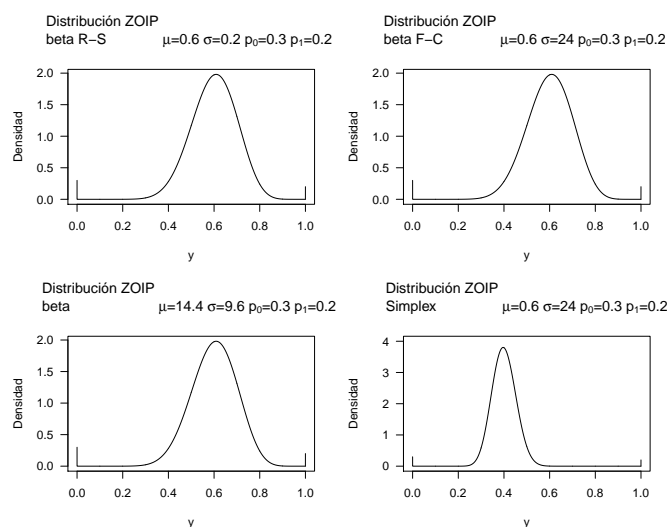 Distribución ZOIP
beta R−S μ=0.6 σ=0.2 p0=0.3 p1=0.2
Densidad
2.0
1.5
1.0
0.5
0.0
0.0 0.2 0.4 0.6 0.8 1.0
y
Distribución ZOIP
beta F−C μ=0.6 σ=24 p0=0.3 p1=0.2
Densidad
2.0
1.5
1.0
0.5
0.0
0.0 0.2 0.4 0.6 0.8 1.0
y
Distribución ZOIP
beta μ=14.4 σ=9.6 p0=0.3 p1=0.2
Densidad
2.0
1.5
1.0
0.5
0.0
0.0 0.2 0.4 0.6 0.8 1.0
y
Distribución ZOIP
Simplex μ=0.6 σ=24 p0=0.3 p1=0.2
Densidad
4
3
2
1
0
0.0 0.2 0.4 0.6 0.8 1.0
y